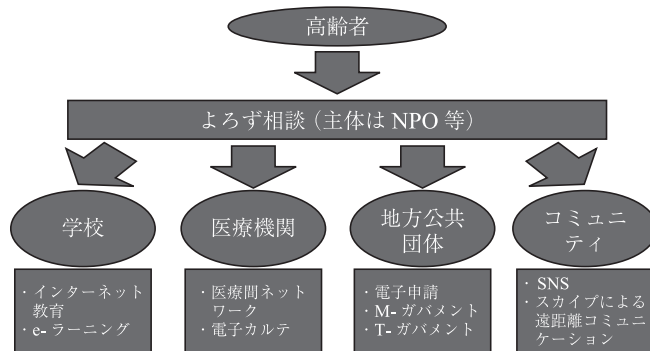 高齢者
よろず相談（主体は NPO 等）
学校
医療機関
地方公共
団体
コミュニ
ティ
・インターネット
教育
・e-ラーニング
・医療間ネット
ワーク
・電子カルテ
・電子申請
・M-ガバメント
・T-ガバメント
・SNS
・スカイプによる
遠距離コミュニ
ケーション